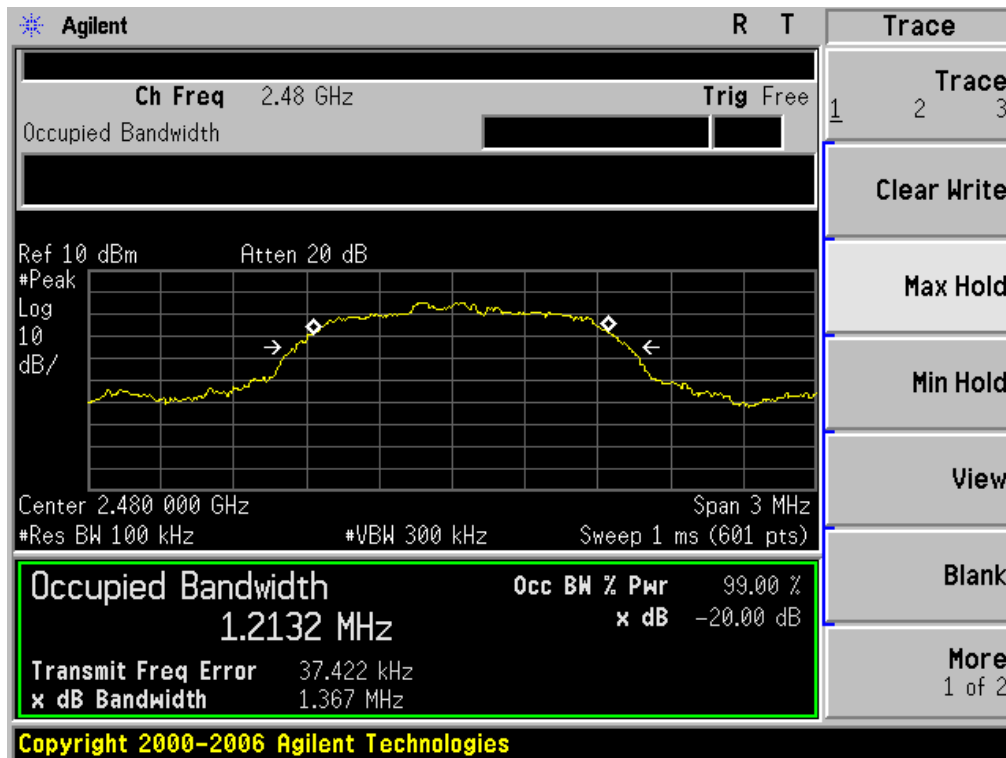 Agilent R T Trace
Ch Freq 2.48 GHz Trig Free
Occupied Bandwidth
Ref 10 dBm Atten 20 dB
#Peak
Log
10
dB/
Center 2.480 000 GHz Span 3 MHz
#Res BW 100 kHz #VBW 300 kHz Sweep 1 ms (601 pts)
Occupied Bandwidth Occ BW % Pwr 99.00 %
1.2132 MHz x dB -20.00 dB
Transmit Freq Error 37.422 kHz
x dB Bandwidth 1.367 MHz
Copyright 2000-2006 Agilent Technologies
Trace
1 2 3
Clear Write
Max Hold
Min Hold
View
Blank
More
1 of 2